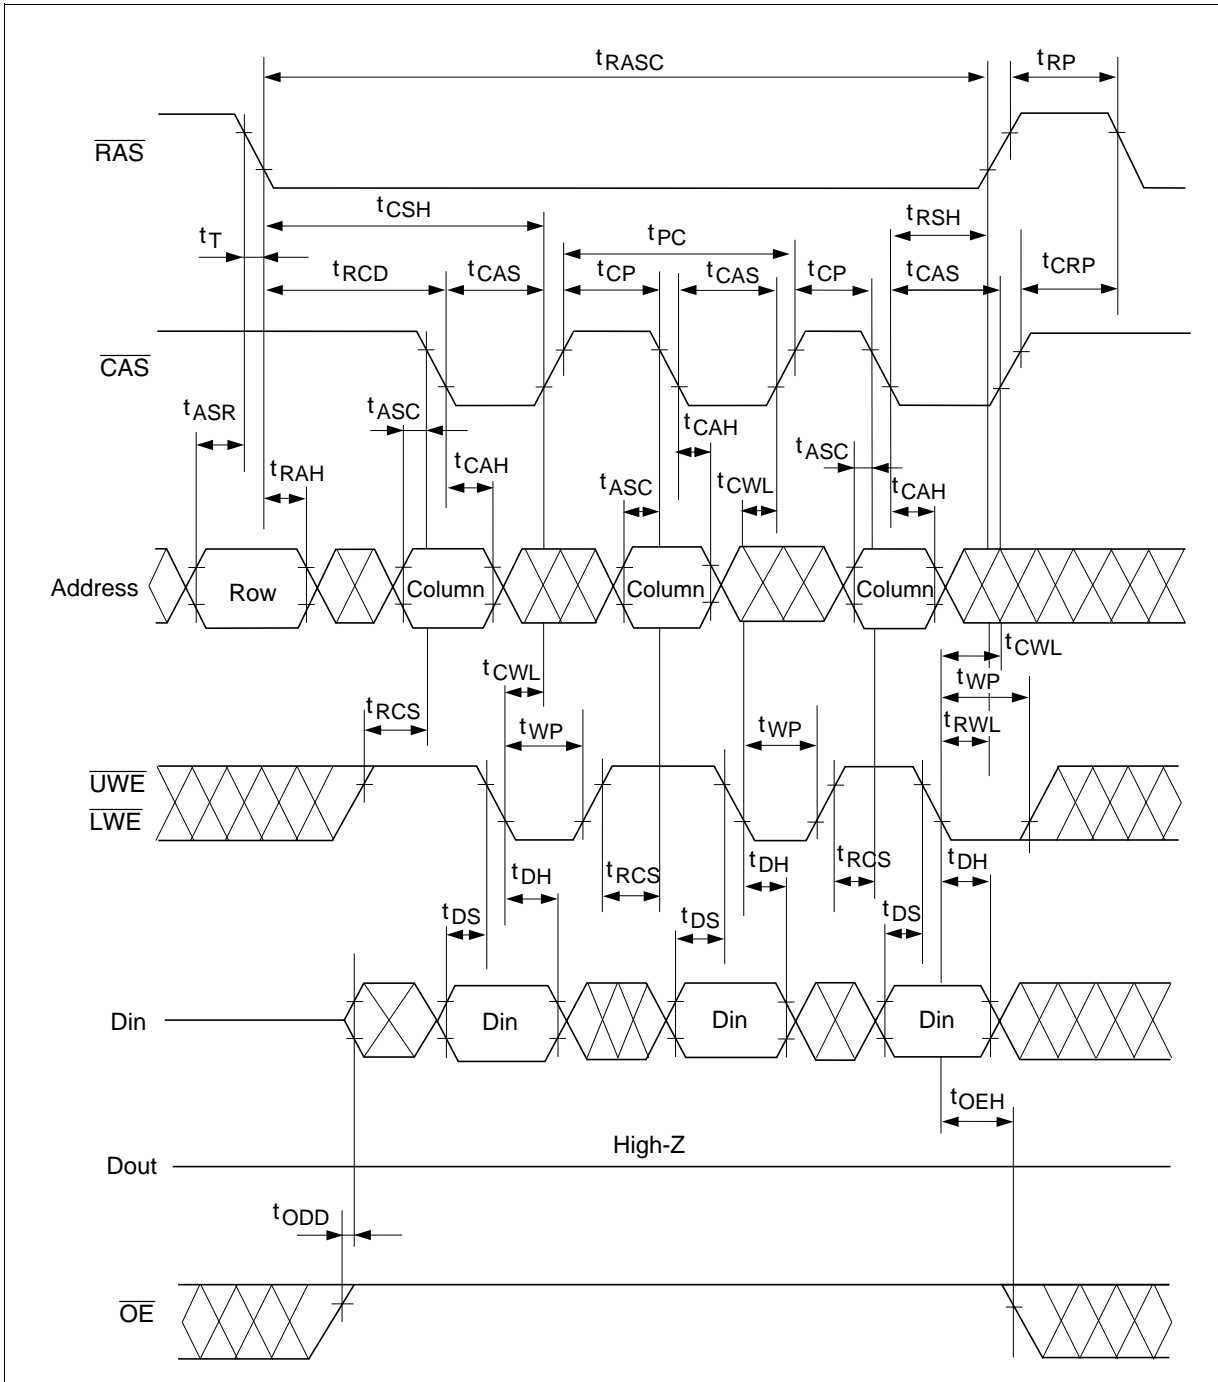 tRASC tRP
RAS
tCSH tRSH
tT tPC
tRCD tCAS tCP tCAS tCP tCAS tCRP
CAS
tASR tASC tCAH tASC
tRAH tCAH tASC tCWL tCAH
Address Row Column Column Column
tCWL tCWL
tWP
tRCS tWP tWP tRWL
UWE
LWE
tDH tRCS tDH tRCS tDH
tDS tDS tDS
Din Din Din Din
tOEH
High-Z
Dout
tODD
OE